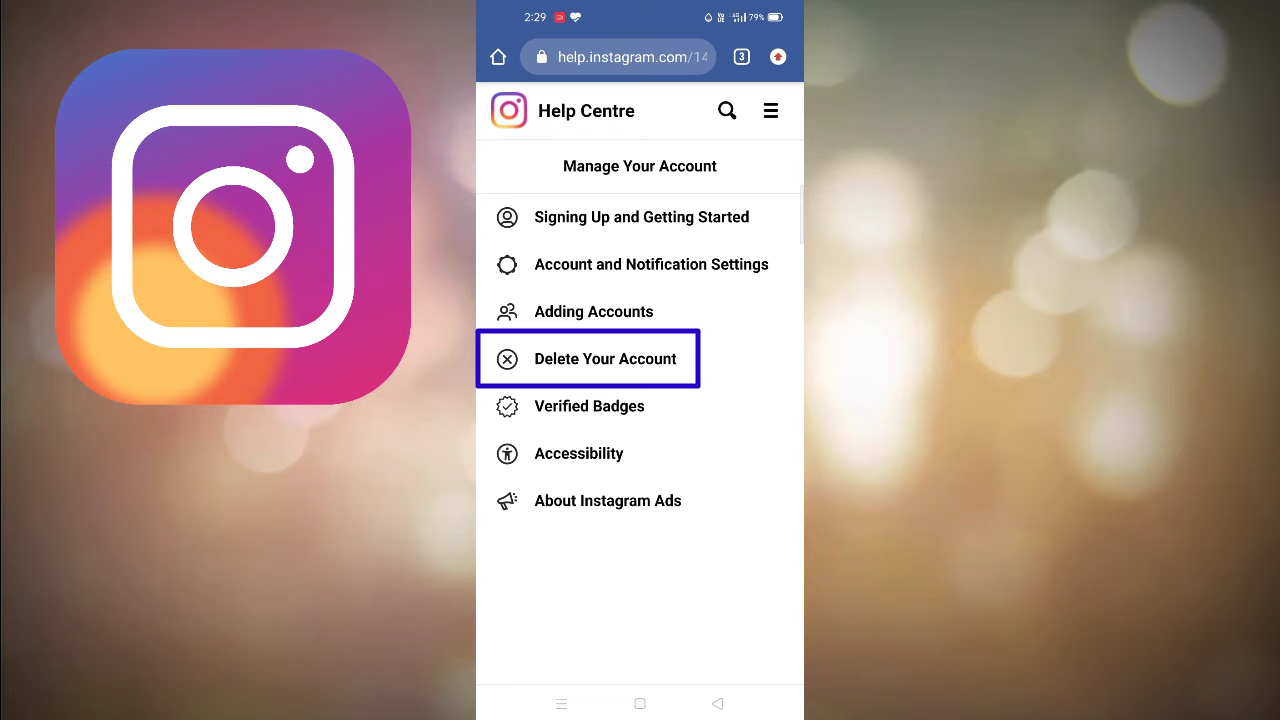 2:29
79%
help.instagram.com/14
3
Help Centre
Manage Your Account
Signing Up and Getting Started
Account and Notification Settings
Adding Accounts
Delete Your Account
Verified Badges
Accessibility
About Instagram Ads